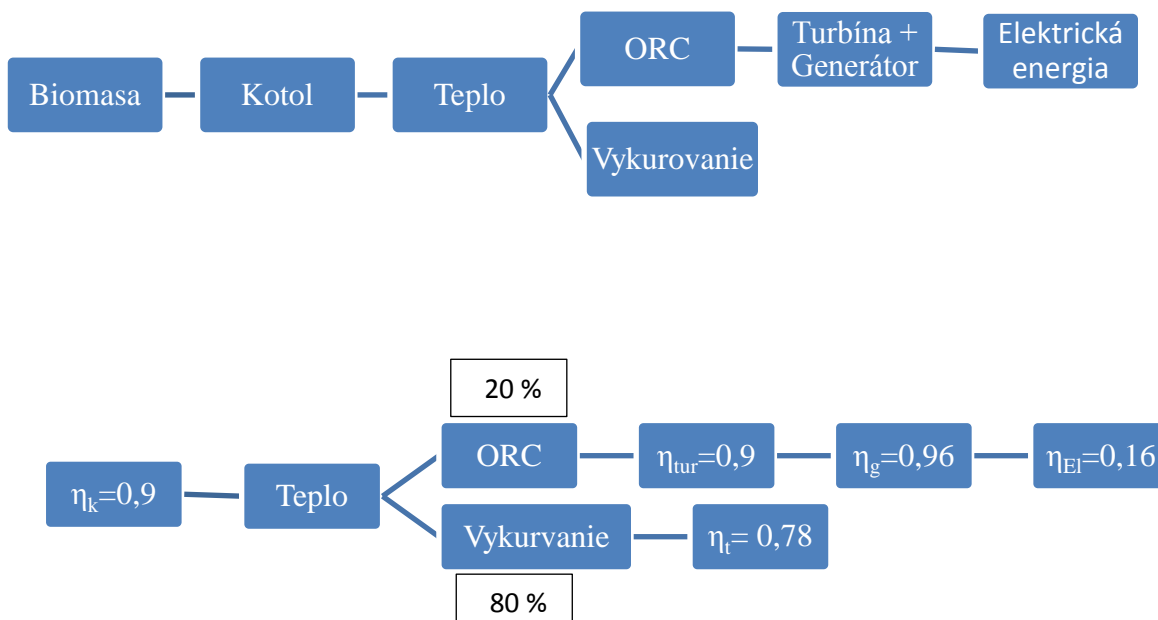 Biomasa
Kotol
Teplo
ORC
Turbína +
Generátor
Elektrická
energia
Vykurovanie
20 %
ηk=0,9
Teplo
ORC
ηtur=0,9
ηg=0,96
ηEl=0,16
Vykurvanie
ηt= 0,78
80 %